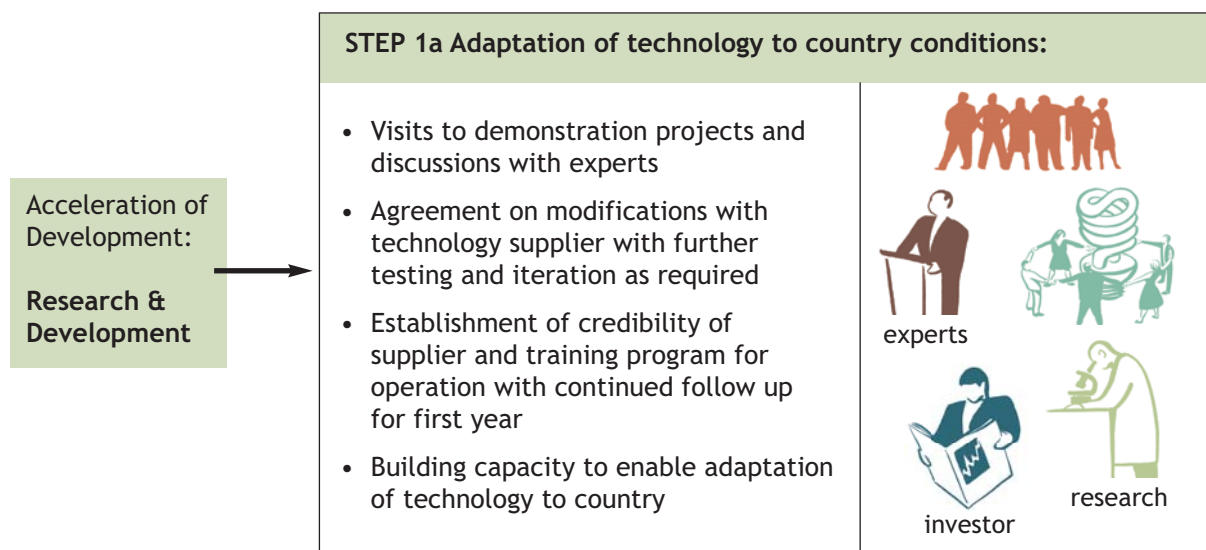 STEP 1a Adaptation of technology to country conditions:
Acceleration of
Development:
Research &
Development
• Visits to demonstration projects and
discussions with experts
• Agreement on modifications with
technology supplier with further
testing and iteration as required
• Establishment of credibility of
supplier and training program for
operation with continued follow up
for first year
• Building capacity to enable adaptation
of technology to country
experts
research
investor